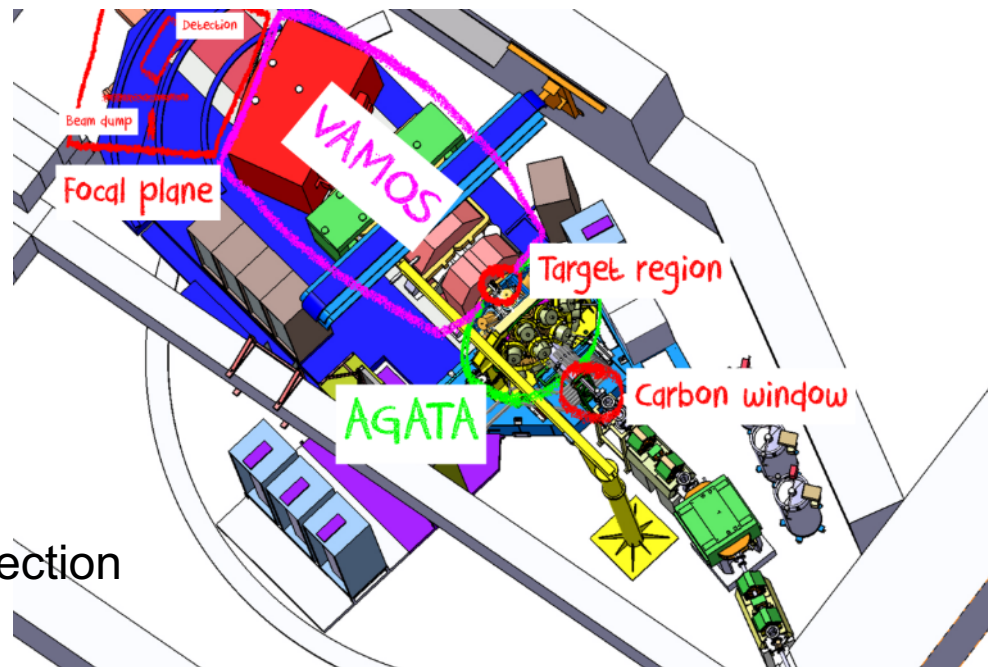 Detection
Beam dump
Focal plane
VAMOS
Target region
Carbon window
AGATA
ection